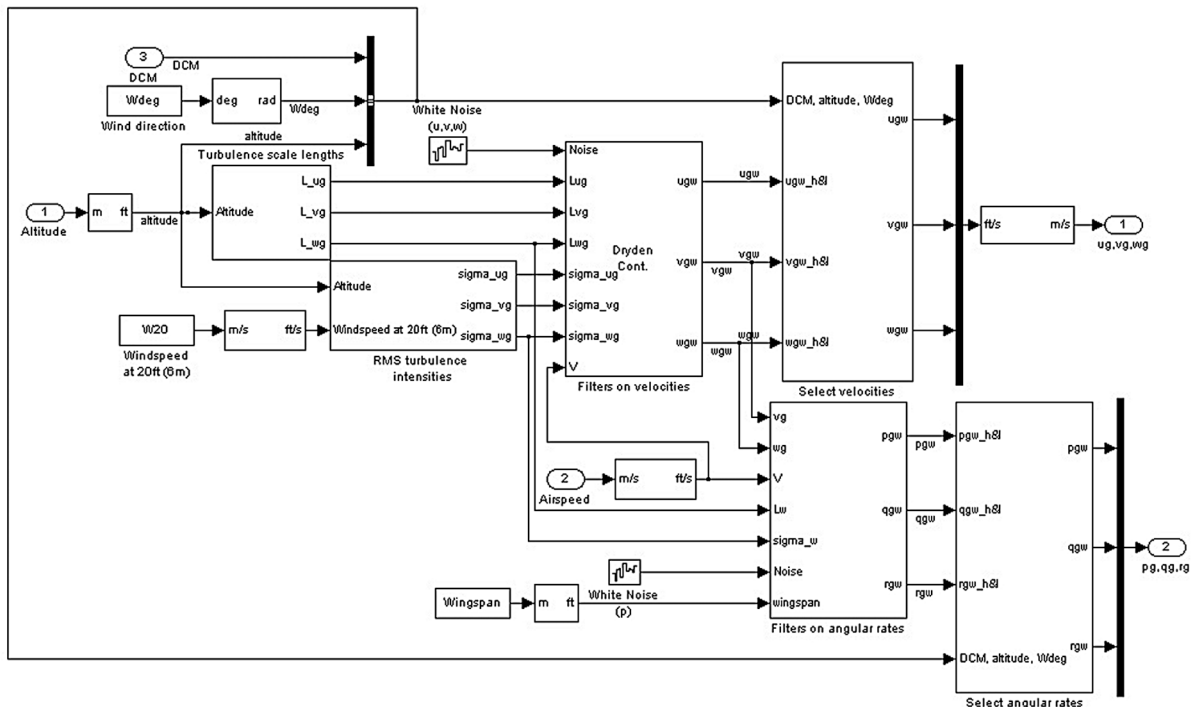 3
DCM
DCM
Wdeg
Wind direction
deg rad
Wdeg
altitude
White Noise
(u,v,w)
Turbulence scale lengths
1
Altitude
m ft
altitude
Altitude
L_ug
L_vg
L_wg
W20
Windspeed
at 20ft (6m)
m/s ft/s
Altitude
Windspeed at 20ft (6m)
sigma_ug
sigma_vg
sigma_wg
RMS turbulence
intensities
Noise
Lug
Lvg
Lwg
sigma_ug
sigma_vg
sigma_wg
V
Dryden
Cont.
ugw
vgw
wgw
Filters on velocities
ugw
vgw
vgw
wgw
wgw
DCM, altitude, Wdeg
ugw_h&l
vgw_h&l
wgw_h&l
ugw
vgw
wgw
Select velocities
ft/s m/s
1
ug,vg,wg
2
Airspeed
m/s ft/s
White Noise
(p)
Wingspan
m ft
vg
wg
V
Lw
sigma_w
Noise
wingspan
pgw
qgw
rgw
Filters on angular rates
pgw
qgw
rgw
pgw_h&l
qgw_h&l
rgw_h&l
DCM, altitude, Wdeg
pgw
qgw
rgw
Select angular rates
2
pg,qg,rg